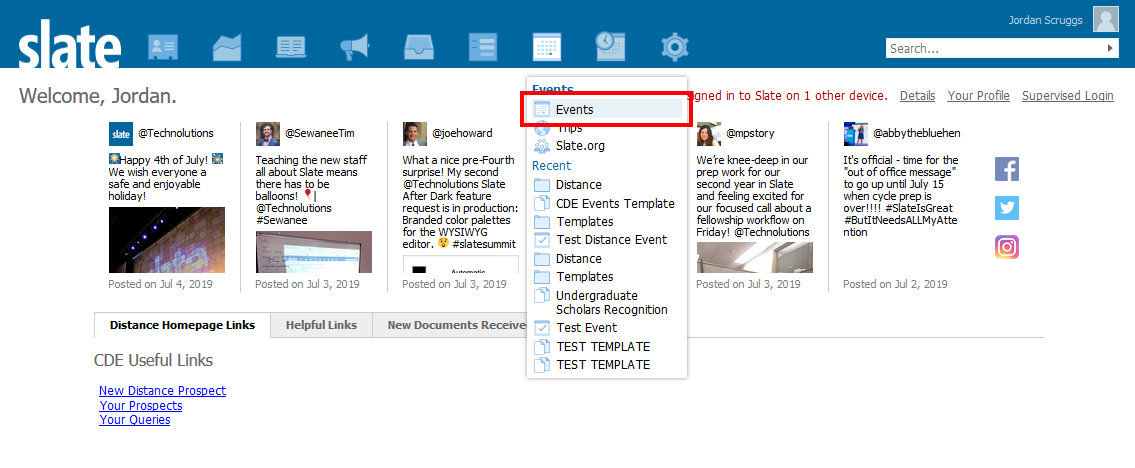 slate
Jordan Scruggs
Search...
Welcome, Jordan.
signed in to Slate on 1 other device. Details Your Profile Supervised Login
Events
Events
Trips
Slate.org
Recent
Distance
CDE Events Template
Templates
Test Distance Event
Distance
Templates
Undergraduate
Scholars Recognition
Test Event
TEST TEMPLATE
TEST TEMPLATE
slate
@Technolutions
Happy 4th of July!
We wish everyone a
safe and enjoyable
holiday!
Posted on Jul 4, 2019
@SewaneeTim
Teaching the new staff
all about Slate means
there has to be
balloons! 🎈|
@Technolutions
#Sewanee
Posted on Jul 3, 2019
@joehoward
What a nice pre-Fourth
surprise! My second
@Technolutions Slate
After Dark feature
request is in production:
Branded color palettes
for the WYSIWYG
editor. 😲 #slatesummit
Automatic
Posted on Jul 3, 2019
@mpstory
We're knee-deep in our
prep work for our
second year in Slate
and feeling excited for
our focused call about a
fellowship workflow on
Friday! @Technolutions
Posted on Jul 3, 2019
@abbythebluehen
It's official - time for the
"out of office message"
to go up until July 15
when cycle prep is
over!!!! #SlateIsGreat
#ButItNeedsALLMyAtte
ntion
Posted on Jul 2, 2019
Distance Homepage Links Helpful Links New Documents Received
CDE Useful Links
New Distance Prospect
Your Prospects
Your Queries